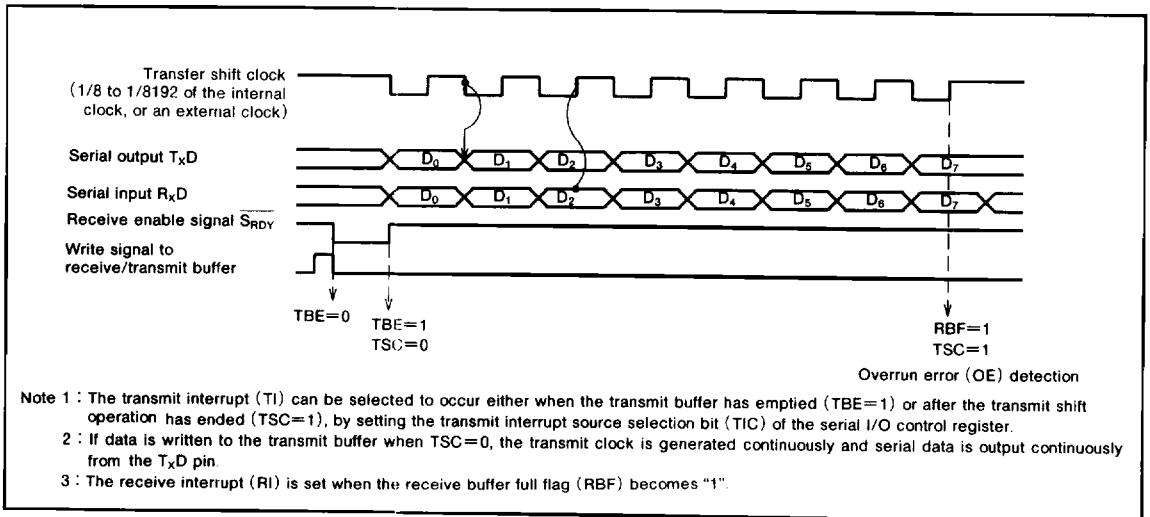 Transfer shift clock
(1/8 to 1/8192 of the internal
clock, or an external clock)
Serial output TxD
D0 D1 D2 D3 D4 D5 D6 D7
Serial input RxD
D0 D1 D2 D3 D4 D5 D6 D7
Receive enable signal S̅R̅D̅Y̅
Write signal to
receive/transmit buffer
TBE=0
TBE=1
TSC=0
RBF=1
TSC=1
Overrun error (OE) detection
Note 1 : The transmit interrupt (TI) can be selected to occur either when the transmit buffer has emptied (TBE=1) or after the transmit shift
operation has ended (TSC=1), by setting the transmit interrupt source selection bit (TIC) of the serial I/O control register.
2 : If data is written to the transmit buffer when TSC=0, the transmit clock is generated continuously and serial data is output continuously
from the TxD pin.
3 : The receive interrupt (RI) is set when the receive buffer full flag (RBF) becomes “1”.